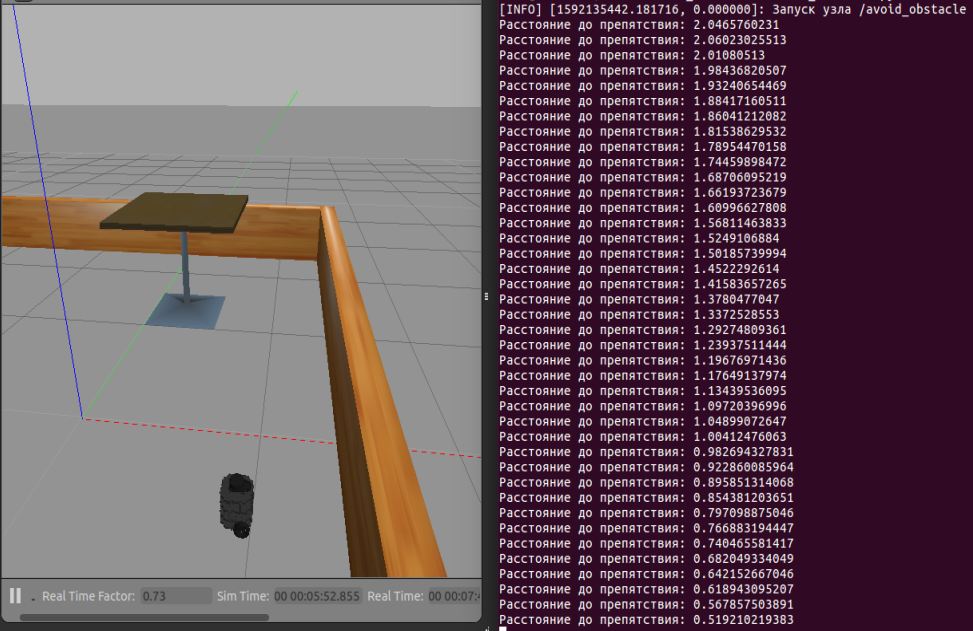 [INFO] [1592135442.181716, 0.000000]: Запуск узла /avoid_obstacle
Расстояние до препятствия: 2.0465760231
Расстояние до препятствия: 2.06023025513
Расстояние до препятствия: 2.01080513
Расстояние до препятствия: 1.98436820507
Расстояние до препятствия: 1.93240654469
Расстояние до препятствия: 1.88417160511
Расстояние до препятствия: 1.86041212082
Расстояние до препятствия: 1.81538629532
Расстояние до препятствия: 1.78954470158
Расстояние до препятствия: 1.74459898472
Расстояние до препятствия: 1.68706095219
Расстояние до препятствия: 1.66193723679
Расстояние до препятствия: 1.60996627808
Расстояние до препятствия: 1.56811463833
Расстояние до препятствия: 1.5249106884
Расстояние до препятствия: 1.50185739994
Расстояние до препятствия: 1.4522292614
Расстояние до препятствия: 1.41583657265
Расстояние до препятствия: 1.3780477047
Расстояние до препятствия: 1.3372528553
Расстояние до препятствия: 1.29274809361
Расстояние до препятствия: 1.23937511444
Расстояние до препятствия: 1.19676971436
Расстояние до препятствия: 1.17649137974
Расстояние до препятствия: 1.13439536095
Расстояние до препятствия: 1.09720396996
Расстояние до препятствия: 1.04899072647
Расстояние до препятствия: 1.00412476063
Расстояние до препятствия: 0.982694327831
Расстояние до препятствия: 0.922860085964
Расстояние до препятствия: 0.895851314068
Расстояние до препятствия: 0.854381203651
Расстояние до препятствия: 0.797098875046
Расстояние до препятствия: 0.766883194447
Расстояние до препятствия: 0.740465581417
Расстояние до препятствия: 0.682049334049
Расстояние до препятствия: 0.642152667046
Расстояние до препятствия: 0.618943095207
Расстояние до препятствия: 0.567857503891
Расстояние до препятствия: 0.519210219383
Real Time Factor: 0.73 Sim Time: 00 00:05:52.855 Real Time: 00 00:07: